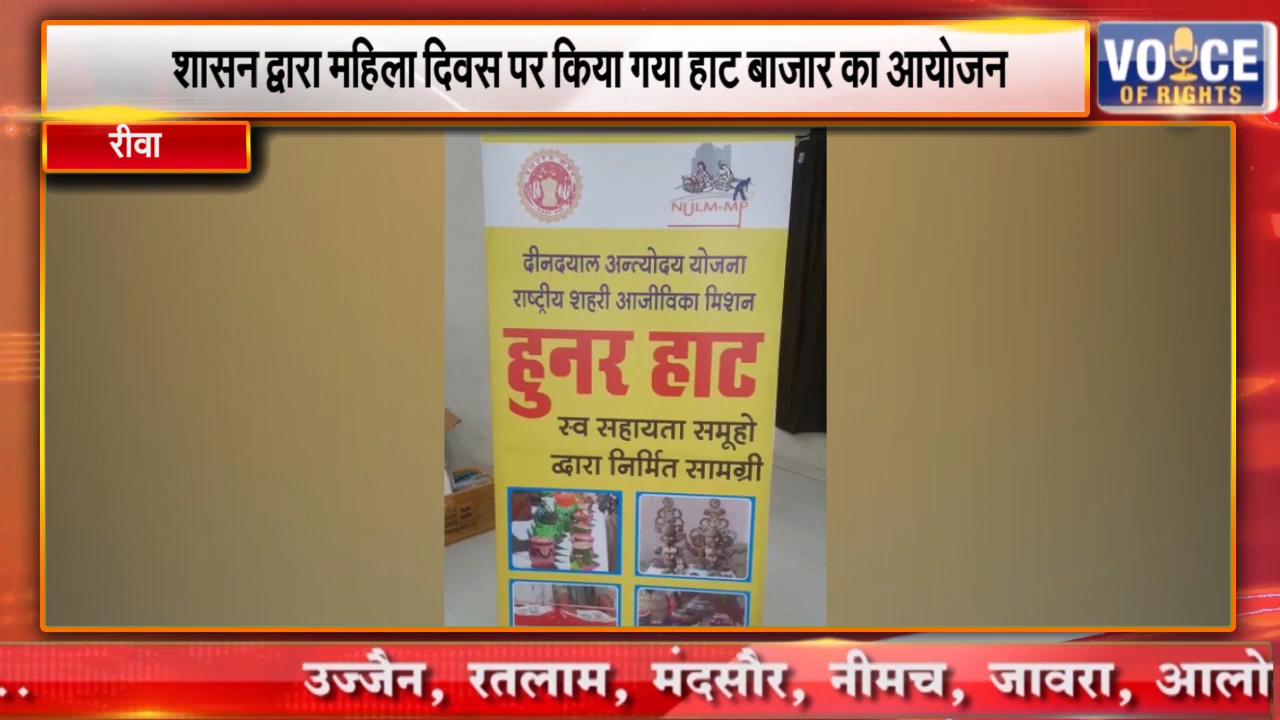 शासन द्वारा महिला दिवस पर किया गया हाट बाजार का आयोजन
VOICE
OF RIGHTS
रीवा
NULM-MP
दीनदयाल अन्त्योदय योजना
राष्ट्रीय शहरी आजीविका मिशन
हुनर हाट
स्व सहायता समूहो
द्वारा निर्मित सामग्री
.. उज्जैन, रतलाम, मंदसौर, नीमच, जावरा, आलो